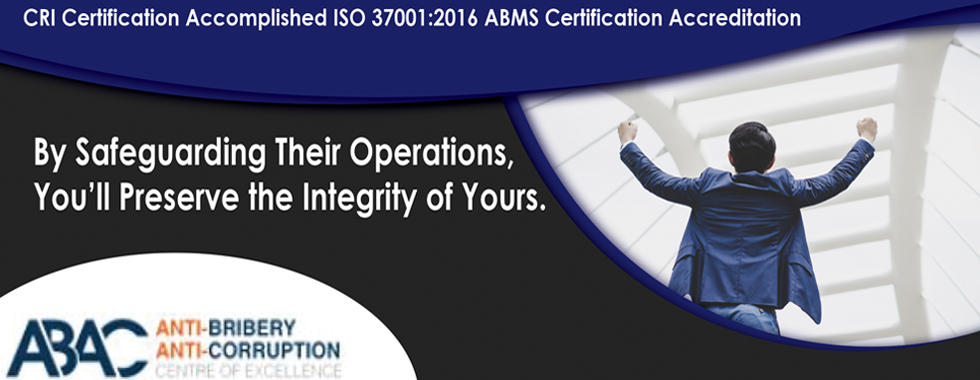 CRI Certification Accomplished ISO 37001:2016 ABMS Certification Accreditation
By Safeguarding Their Operations,
You'll Preserve the Integrity of Yours.
ABAC
ANTI-BRIBERY
ANTI-CORRUPTION
CENTRE OF EXCELLENCE